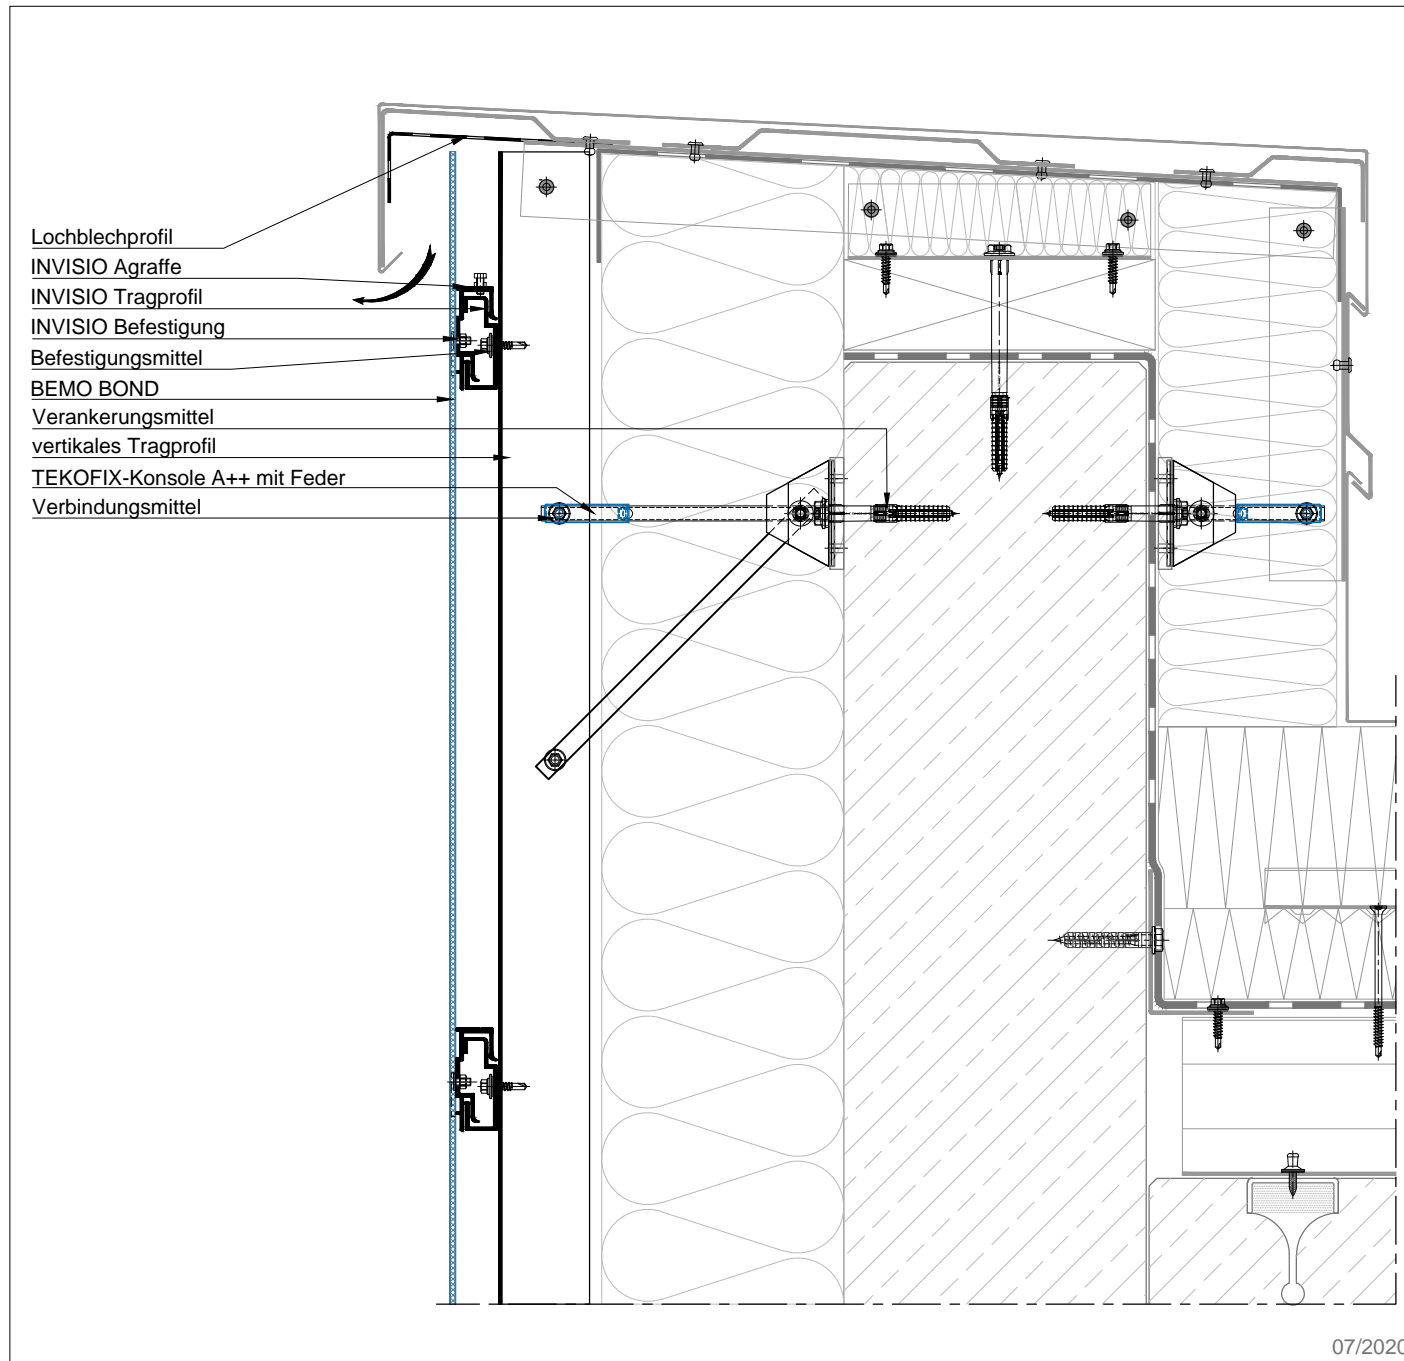 Lochblechprofil
INVISIO Agraffe
INVISIO Tragprofil
INVISIO Befestigung
Befestigungsmittel
BEMO BOND
Verankerungsmittel
vertikales Tragprofil
TEKOFIX-Konsole A++ mit Feder
Verbindungsmittel
07/2020